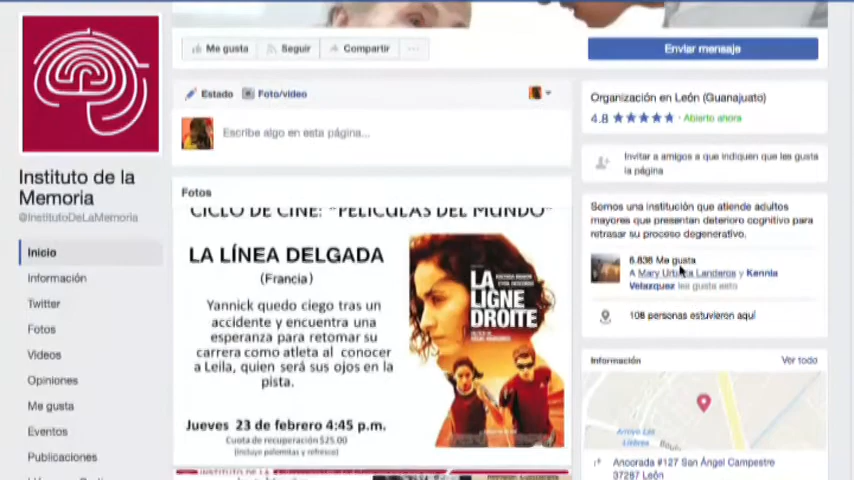 Me gusta
Seguir
Compartir
Enviar mensaje
Estado
Foto/video
Escribe algo en esta página...
Organización en León (Guanajuato)
4.8 ★★★★★ · Abierto ahora
Invitar a amigos a que indiquen que les gusta
la página
Instituto de la
Memoria
@InstitutoDeLaMemoria
Inicio
Información
Twitter
Fotos
Videos
Opiniones
Me gusta
Eventos
Publicaciones
Fotos
CICLO DE CINE: "PELÍCULAS DEL MUNDO"
LA LÍNEA DELGADA
(Francia)
Yannick quedo ciego tras un
accidente y encuentra una
esperanza para retomar su
carrera como atleta al conocer
a Leila, quien será sus ojos en la
pista.
Jueves 23 de febrero 4:45 p.m.
Cuota de recuperación $25.00
(Incluye palomitas y refresco)
LA
LIGNE
DROITE
Somos una institución que atiende adultos
mayores que presentan deterioro cognitivo para
retrasar su proceso degenerativo.
6.836 Me gusta
A Mary Landeros y Kennia
Velazquez les gusta esto
108 personas estuvieron aquí
Información
Ver todo
Arroyo Las
Liebres
Ancorada #127 San Ángel Campestre
37287 León